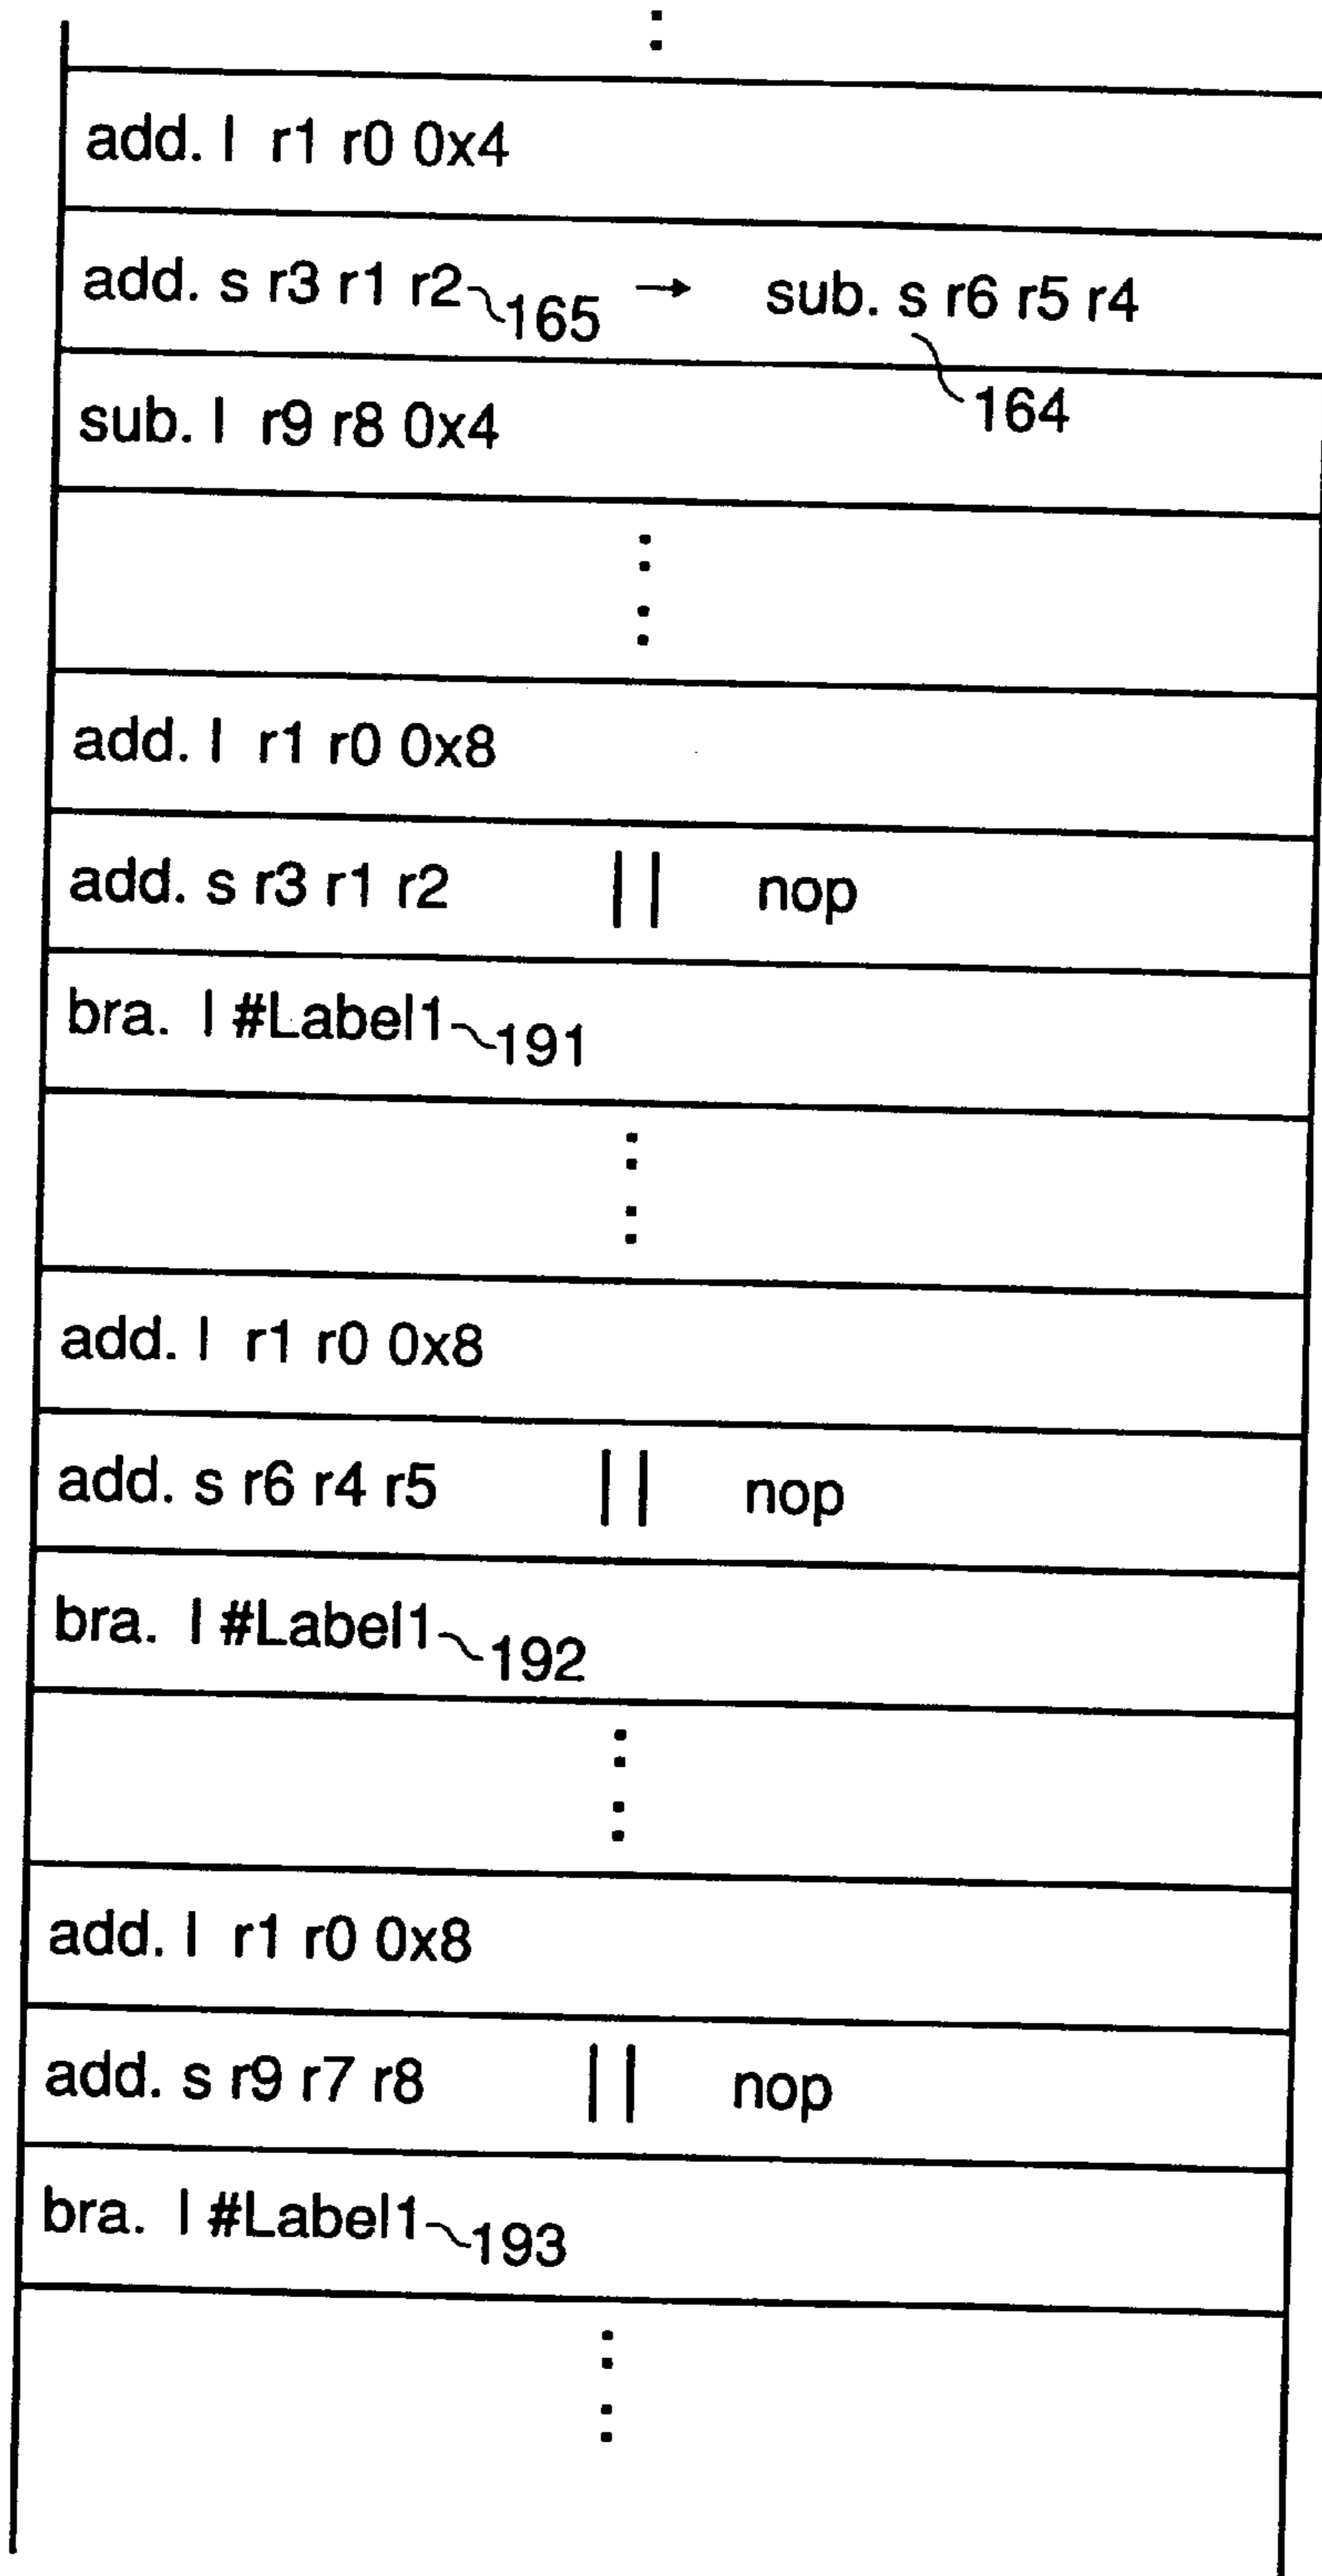 add. l r1 r0 0x4
add. s r3 r1 r2 165 → sub. s r6 r5 r4
164
sub. l r9 r8 0x4
add. l r1 r0 0x8
add. s r3 r1 r2 || nop
bra. l #Label1 191
add. l r1 r0 0x8
add. s r6 r4 r5 || nop
bra. l #Label1 192
add. l r1 r0 0x8
add. s r9 r7 r8 || nop
bra. l #Label1 193